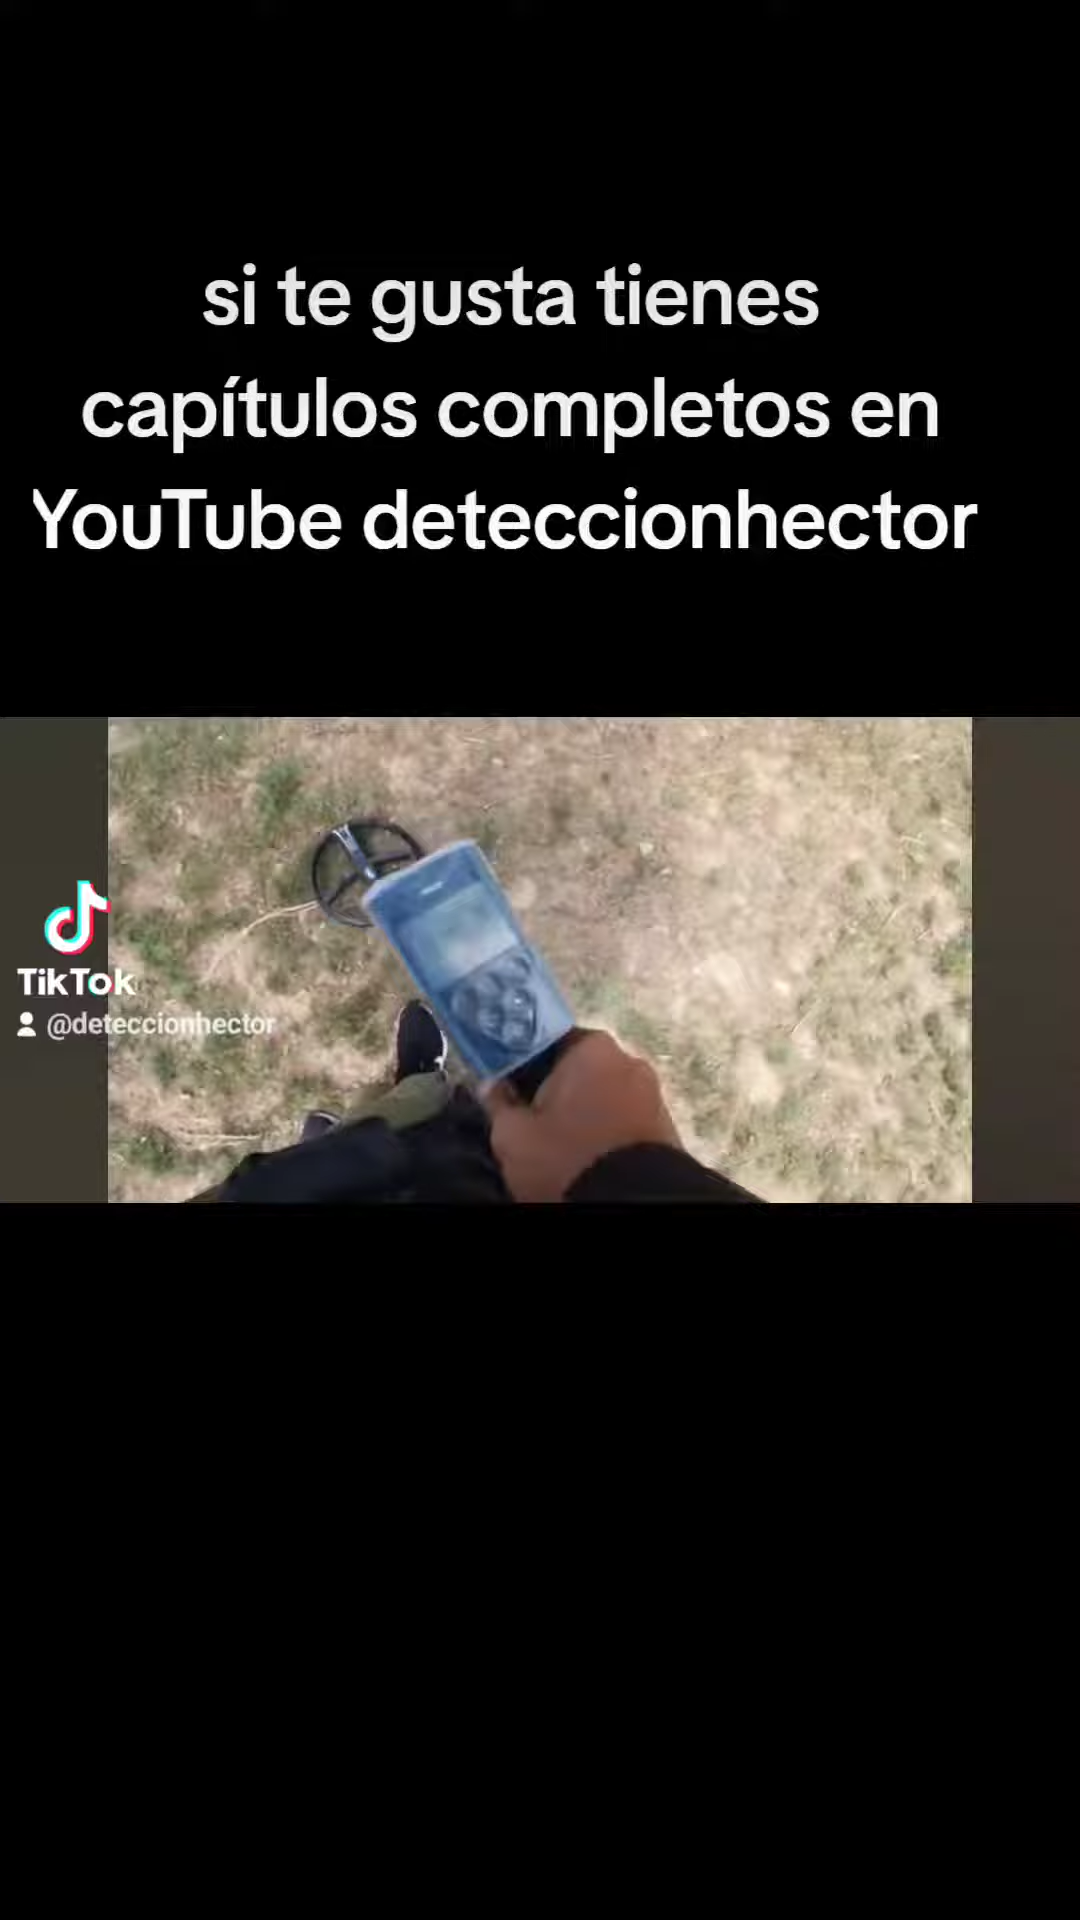 si te gusta tienes
capítulos completos en
YouTube deteccionhector
TikTok
@deteccionhector